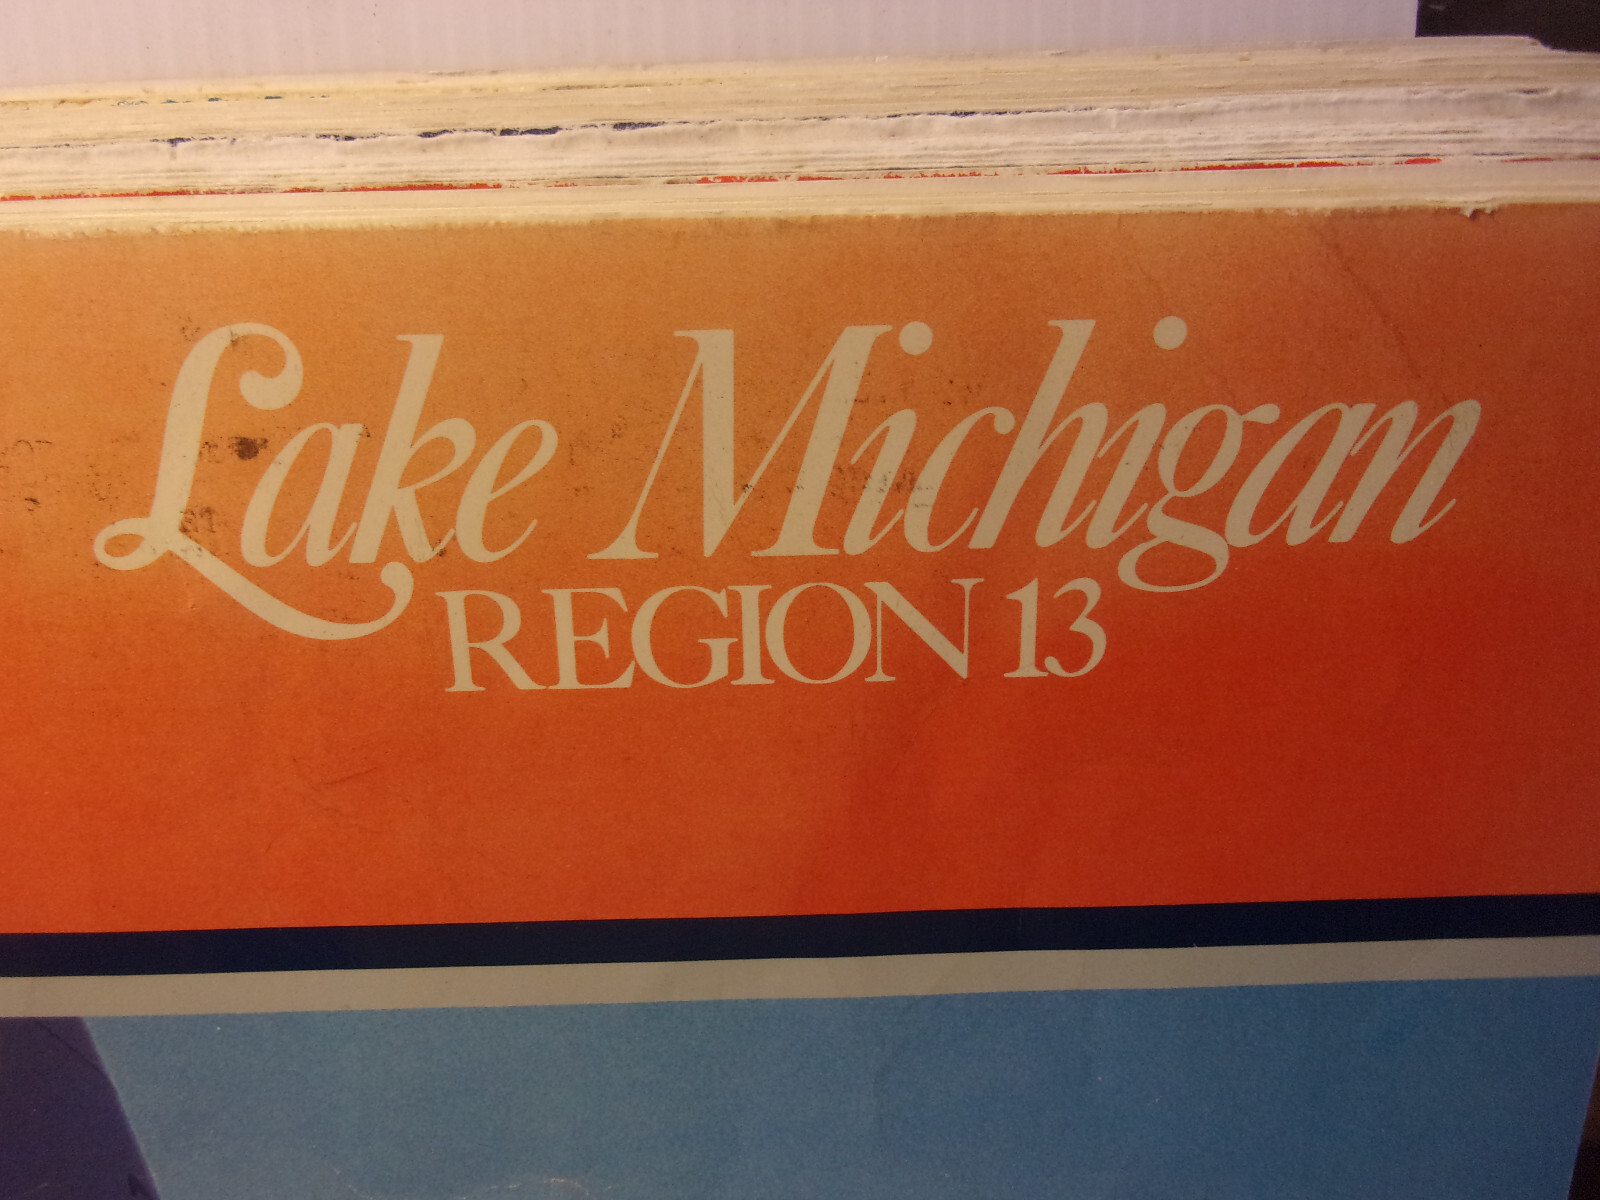 Lake Michigan
REGION 13